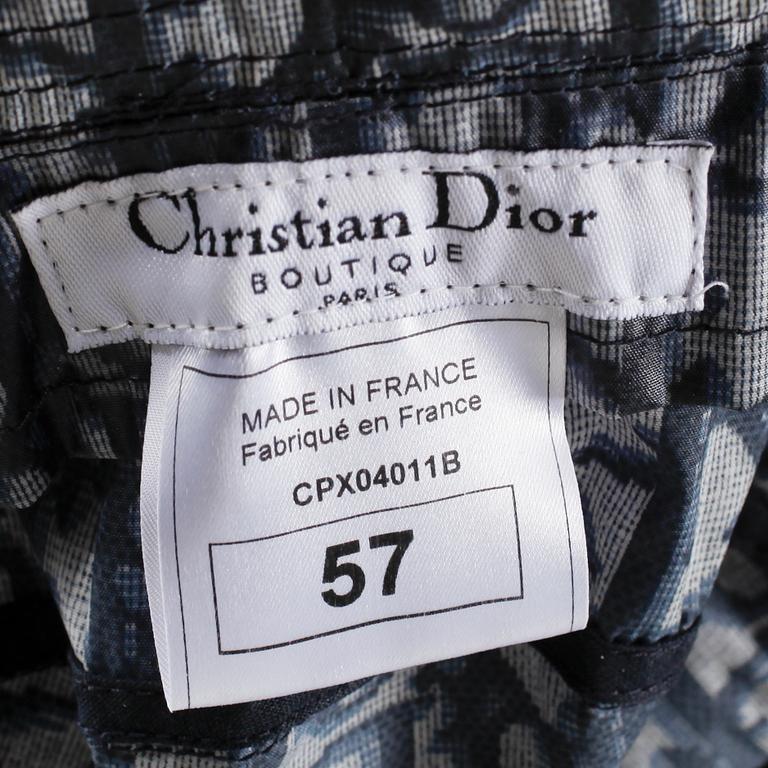 Christian Dior
BOUTIQUE
PARIS
MADE IN FRANCE
Fabriqué en France
CPX04011B
57